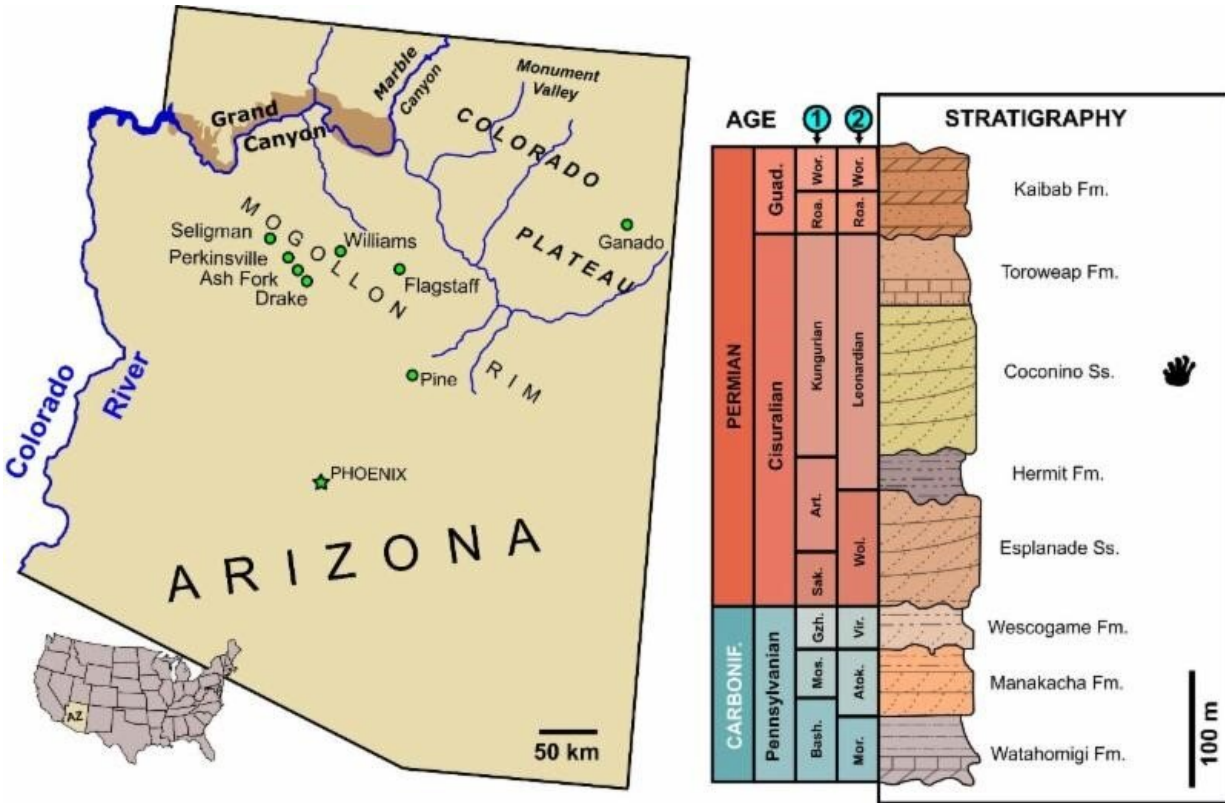 Grand
Canyon
Marble
Canyon
Monument
Valley
COLORADO
PLATEAU
MOGOLLON
RIM
Seligman
Perkinsville
Ash Fork
Drake
Williams
Flagstaff
Ganado
Pine
PHOENIX
Colorado
River
ARIZONA
AZ
50 km
AGE
1
2
STRATIGRAPHY
PERMIAN
CARBONIF.
Guad.
Cisuralian
Pennsylvanian
Wor.
Roa.
Kungurian
Art.
Sak.
Gzh.
Mos.
Bash.
Wor.
Roa.
Leonardian
Wol.
Vir.
Atok.
Mor.
Kaibab Fm.
Toroweap Fm.
Coconino Ss.
Hermit Fm.
Esplanade Ss.
Wescogame Fm.
Manakacha Fm.
Watahomigi Fm.
100 m